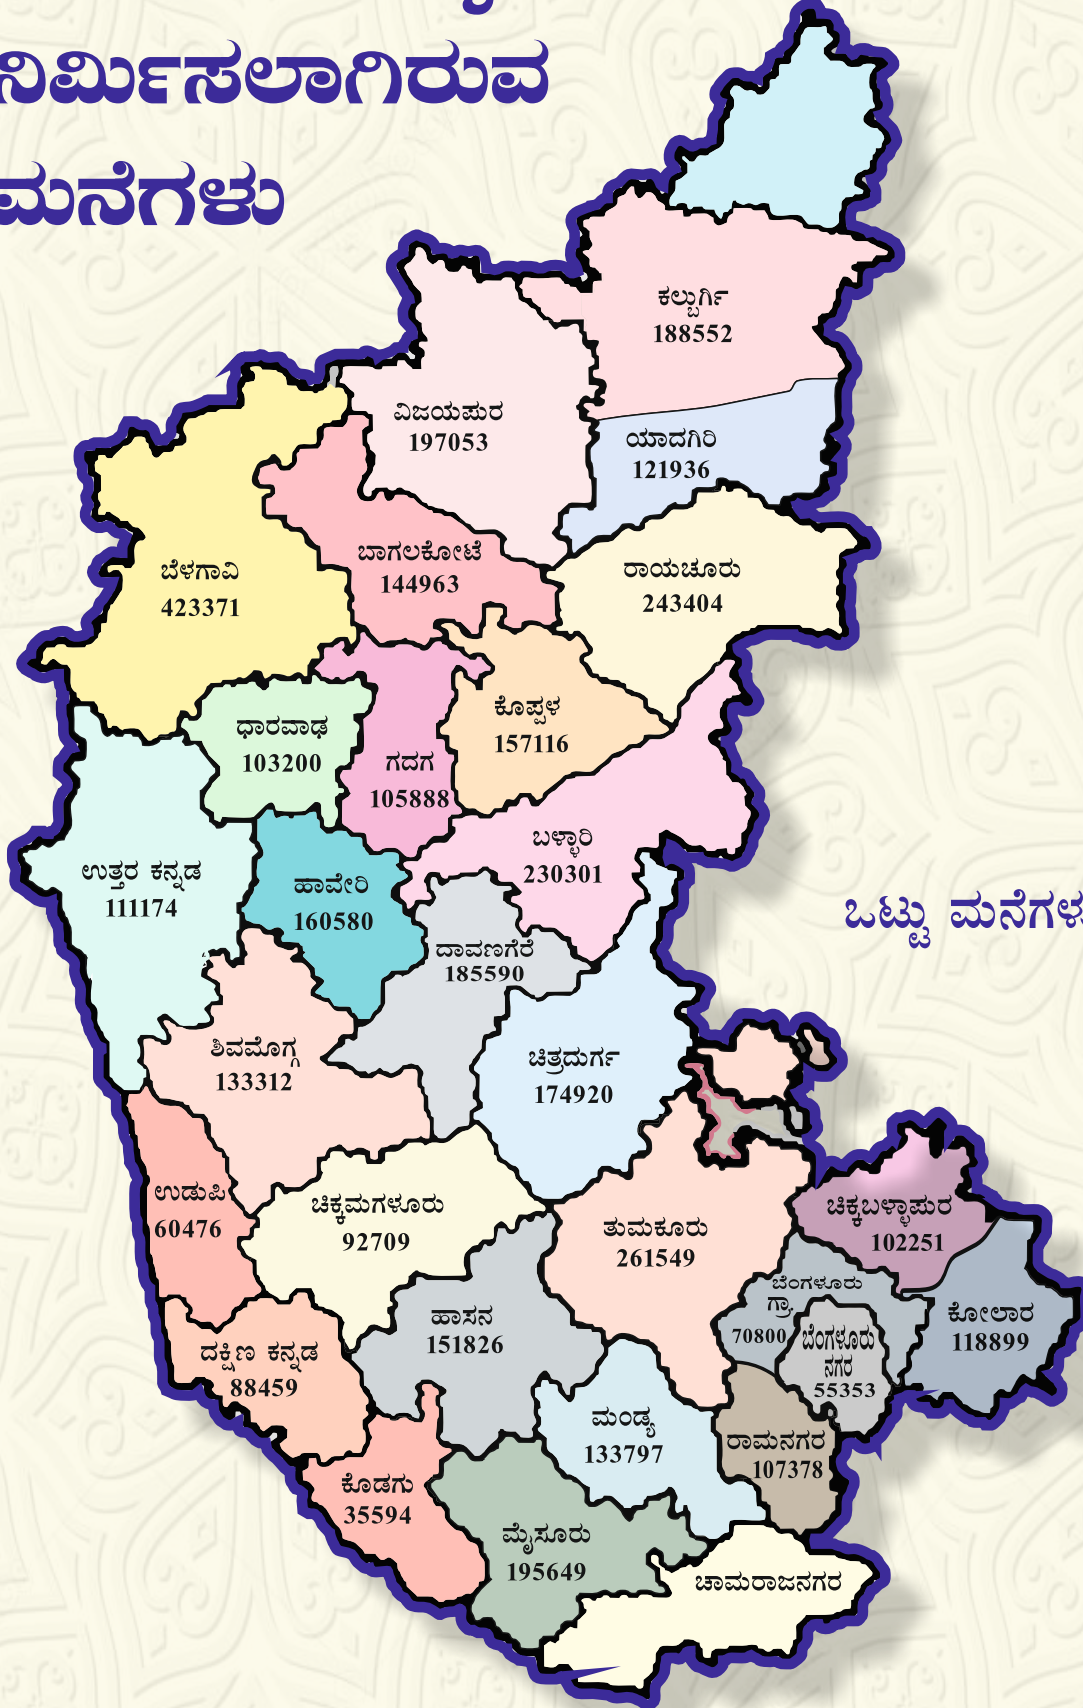 ನಿರ್ಮಿಸಲಾಗಿರುವ
ಮನೆಗಳು
ಕಲ್ಬುರ್ಗಿ
188552
ವಿಜಯಪುರ
197053
ಯಾದಗಿರಿ
121936
ಬಾಗಲಕೋಟೆ
144963
ಬೆಳಗಾವಿ
423371
ರಾಯಚೂರು
243404
ಧಾರವಾಢ
103200
ಗದಗ
105888
ಕೊಪ್ಪಳ
157116
ಬಳ್ಳಾರಿ
230301
ಉತ್ತರ ಕನ್ನಡ
111174
ಹಾವೇರಿ
160580
ಒಟ್ಟು ಮನೆಗಳು
ದಾವಣಗೆರೆ
185590
ಶಿವಮೊಗ್ಗ
133312
ಚಿತ್ರದುರ್ಗ
174920
ಉಡುಪಿ
60476
ಚಿಕ್ಕಮಗಳೂರು
92709
ತುಮಕೂರು
261549
ಚಿಕ್ಕಬಳ್ಳಾಪುರ
102251
ಬೆಂಗಳೂರು
ಗ್ರಾ.
70800
ಬೆಂಗಳೂರು
ನಗರ
55353
ಕೋಲಾರ
118899
ಹಾಸನ
151826
ದಕ್ಷಿಣ ಕನ್ನಡ
88459
ಮಂಡ್ಯ
133797
ರಾಮನಗರ
107378
ಕೊಡಗು
35594
ಮೈಸೂರು
195649
ಚಾಮರಾಜನಗರ